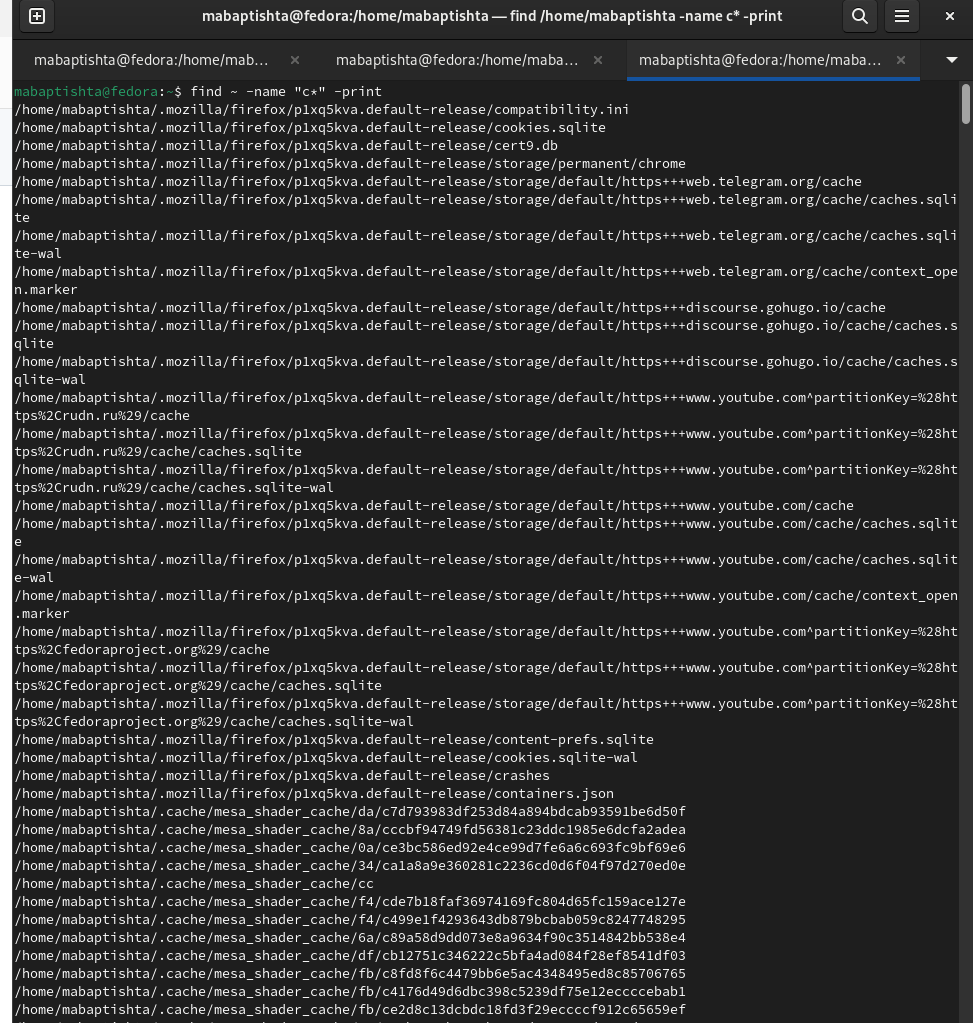 mabaptishta@fedora:/home/mabaptishta — find /home/mabaptishta -name c* -print
mabaptishta@fedora:/home/mab...
mabaptishta@fedora:/home/maba...
mabaptishta@fedora:/home/maba...
mabaptishta@fedora:~$ find ~ -name "c*" -print
/home/mabaptishta/.mozilla/firefox/p1xq5kva.default-release/compatibility.ini
/home/mabaptishta/.mozilla/firefox/p1xq5kva.default-release/cookies.sqlite
/home/mabaptishta/.mozilla/firefox/p1xq5kva.default-release/cert9.db
/home/mabaptishta/.mozilla/firefox/p1xq5kva.default-release/storage/permanent/chrome
/home/mabaptishta/.mozilla/firefox/p1xq5kva.default-release/storage/default/https+++web.telegram.org/cache
/home/mabaptishta/.mozilla/firefox/p1xq5kva.default-release/storage/default/https+++web.telegram.org/cache/caches.sqli
te
/home/mabaptishta/.mozilla/firefox/p1xq5kva.default-release/storage/default/https+++web.telegram.org/cache/caches.sqli
te-wal
/home/mabaptishta/.mozilla/firefox/p1xq5kva.default-release/storage/default/https+++web.telegram.org/cache/context_ope
n.marker
/home/mabaptishta/.mozilla/firefox/p1xq5kva.default-release/storage/default/https+++discourse.gohugo.io/cache
/home/mabaptishta/.mozilla/firefox/p1xq5kva.default-release/storage/default/https+++discourse.gohugo.io/cache/caches.s
qlite
/home/mabaptishta/.mozilla/firefox/p1xq5kva.default-release/storage/default/https+++discourse.gohugo.io/cache/caches.s
qlite-wal
/home/mabaptishta/.mozilla/firefox/p1xq5kva.default-release/storage/default/https+++www.youtube.com^partitionKey=%28ht
tps%2Crudn.ru%29/cache
/home/mabaptishta/.mozilla/firefox/p1xq5kva.default-release/storage/default/https+++www.youtube.com^partitionKey=%28ht
tps%2Crudn.ru%29/cache/caches.sqlite
/home/mabaptishta/.mozilla/firefox/p1xq5kva.default-release/storage/default/https+++www.youtube.com^partitionKey=%28ht
tps%2Crudn.ru%29/cache/caches.sqlite-wal
/home/mabaptishta/.mozilla/firefox/p1xq5kva.default-release/storage/default/https+++www.youtube.com/cache
/home/mabaptishta/.mozilla/firefox/p1xq5kva.default-release/storage/default/https+++www.youtube.com/cache/caches.sqlit
e
/home/mabaptishta/.mozilla/firefox/p1xq5kva.default-release/storage/default/https+++www.youtube.com/cache/caches.sqlit
e-wal
/home/mabaptishta/.mozilla/firefox/p1xq5kva.default-release/storage/default/https+++www.youtube.com/cache/context_open
.marker
/home/mabaptishta/.mozilla/firefox/p1xq5kva.default-release/storage/default/https+++www.youtube.com^partitionKey=%28ht
tps%2Cfedoraproject.org%29/cache
/home/mabaptishta/.mozilla/firefox/p1xq5kva.default-release/storage/default/https+++www.youtube.com^partitionKey=%28ht
tps%2Cfedoraproject.org%29/cache/caches.sqlite
/home/mabaptishta/.mozilla/firefox/p1xq5kva.default-release/storage/default/https+++www.youtube.com^partitionKey=%28ht
tps%2Cfedoraproject.org%29/cache/caches.sqlite-wal
/home/mabaptishta/.mozilla/firefox/p1xq5kva.default-release/content-prefs.sqlite
/home/mabaptishta/.mozilla/firefox/p1xq5kva.default-release/cookies.sqlite-wal
/home/mabaptishta/.mozilla/firefox/p1xq5kva.default-release/crashes
/home/mabaptishta/.mozilla/firefox/p1xq5kva.default-release/containers.json
/home/mabaptishta/.cache/mesa_shader_cache/da/c7d793983df253d84a894bdcab93591be6d50f
/home/mabaptishta/.cache/mesa_shader_cache/8a/cccbf94749fd56381c23ddc1985e6dcfa2adea
/home/mabaptishta/.cache/mesa_shader_cache/0a/ce3bc586ed92e4ce99d7fe6a6c693fc9bf69e6
/home/mabaptishta/.cache/mesa_shader_cache/34/ca1a8a9e360281c2236cd0d6f04f97d270ed0e
/home/mabaptishta/.cache/mesa_shader_cache/cc
/home/mabaptishta/.cache/mesa_shader_cache/f4/cde7b18faf36974169fc804d65fc159ace127e
/home/mabaptishta/.cache/mesa_shader_cache/f4/c499e1f4293643db879bcbab059c8247748295
/home/mabaptishta/.cache/mesa_shader_cache/6a/c89a58d9dd073e8a9634f90c3514842bb538e4
/home/mabaptishta/.cache/mesa_shader_cache/df/cb12751c346222c5bfa4ad084f28ef8541df03
/home/mabaptishta/.cache/mesa_shader_cache/fb/c8fd8f6c4479bb6e5ac4348495ed8c85706765
/home/mabaptishta/.cache/mesa_shader_cache/fb/c4176d49d6dbc398c5239df75e12eccccebab1
/home/mabaptishta/.cache/mesa_shader_cache/fb/ce2d8c13dcbdc18fd3f29eccccf912c65659ef